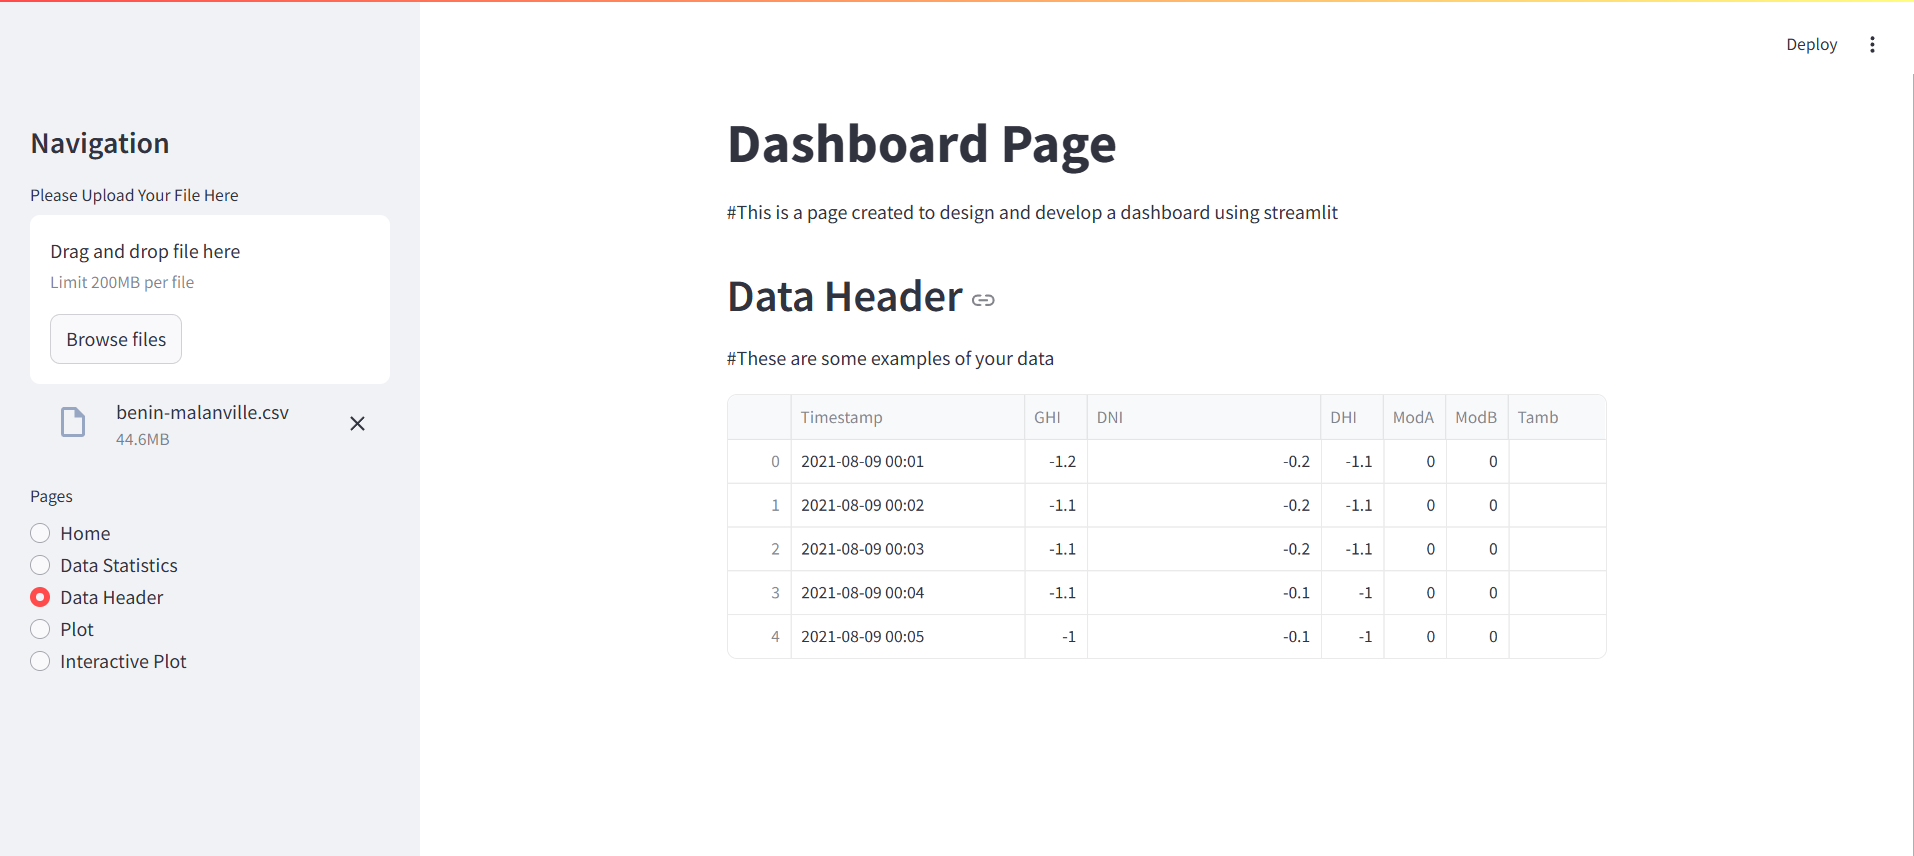 Deploy
Navigation
Please Upload Your File Here
Drag and drop file here
Limit 200MB per file
Browse files
benin-malanville.csv
44.6MB
Pages
Home
Data Statistics
Data Header
Plot
Interactive Plot
Dashboard Page
#This is a page created to design and develop a dashboard using streamlit
Data Header
#These are some examples of your data
Timestamp GHI DNI DHI ModA ModB Tamb
0 2021-08-09 00:01 -1.2 -0.2 -1.1 0 0
1 2021-08-09 00:02 -1.1 -0.2 -1.1 0 0
2 2021-08-09 00:03 -1.1 -0.2 -1.1 0 0
3 2021-08-09 00:04 -1.1 -0.1 -1 0 0
4 2021-08-09 00:05 -1 -0.1 -1 0 0